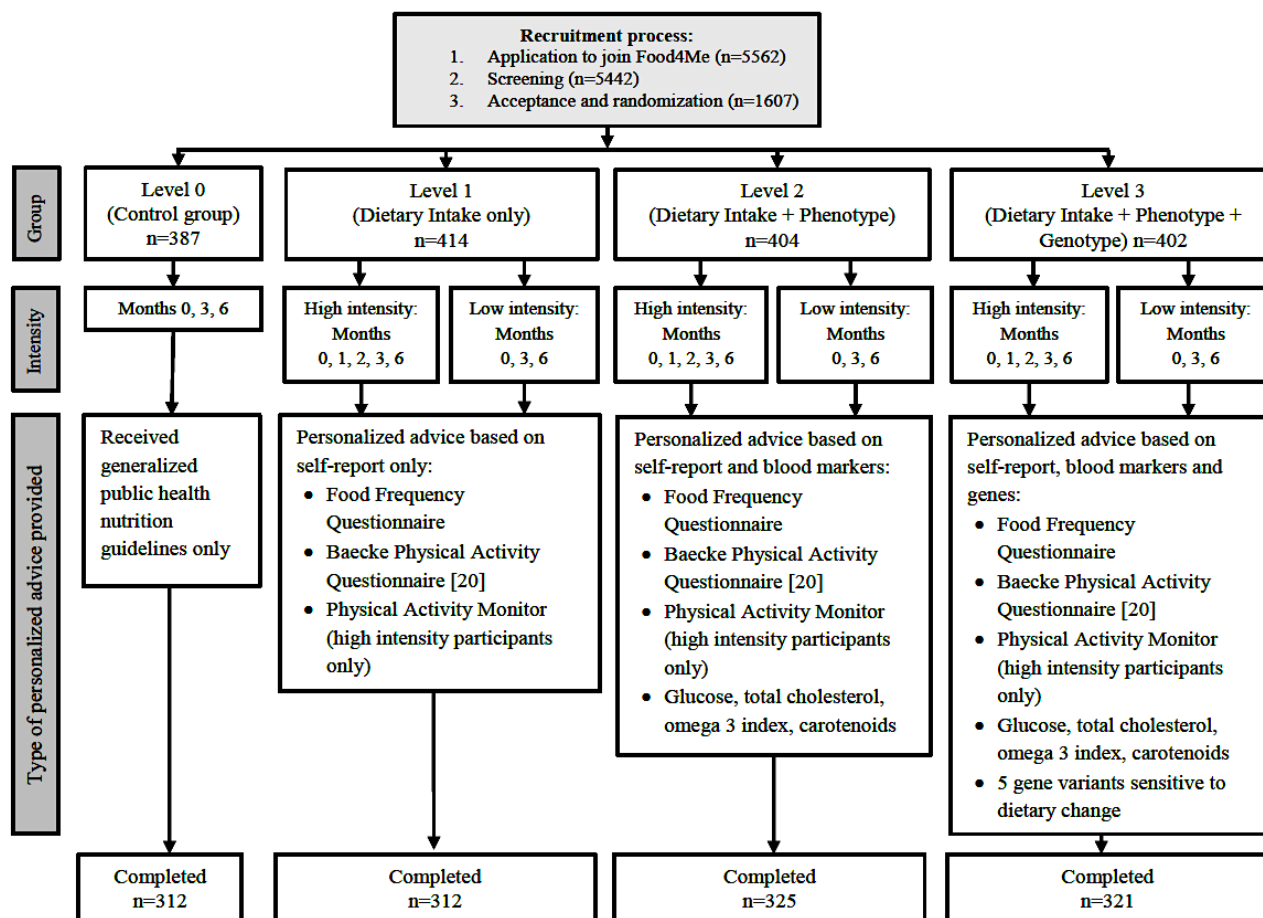 Recruitment process:
1. Application to join Food4Me (n=5562)
2. Screening (n=5442)
3. Acceptance and randomization (n=1607)
Group
Level 0
(Control group)
n=387
Level 1
(Dietary Intake only)
n=414
Level 2
(Dietary Intake + Phenotype)
n=404
Level 3
(Dietary Intake + Phenotype +
Genotype) n=402
Intensity
Months 0, 3, 6
High intensity:
Months
0, 1, 2, 3, 6
Low intensity:
Months
0, 3, 6
High intensity:
Months
0, 1, 2, 3, 6
Low intensity:
Months
0, 3, 6
High intensity:
Months
0, 1, 2, 3, 6
Low intensity:
Months
0, 3, 6
Type of personalized advice provided
Received
generalized
public health
nutrition
guidelines only
Personalized advice based on
self-report only:
• Food Frequency
Questionnaire
• Baecke Physical Activity
Questionnaire [20]
• Physical Activity Monitor
(high intensity participants
only)
Personalized advice based on
self-report and blood markers:
• Food Frequency
Questionnaire
• Baecke Physical Activity
Questionnaire [20]
• Physical Activity Monitor
(high intensity participants
only)
• Glucose, total cholesterol,
omega 3 index, carotenoids
Personalized advice based on
self-report, blood markers and
genes:
• Food Frequency
Questionnaire
• Baecke Physical Activity
Questionnaire [20]
• Physical Activity Monitor
(high intensity participants
only)
• Glucose, total cholesterol,
omega 3 index, carotenoids
• 5 gene variants sensitive to
dietary change
Completed
n=312
Completed
n=312
Completed
n=325
Completed
n=321